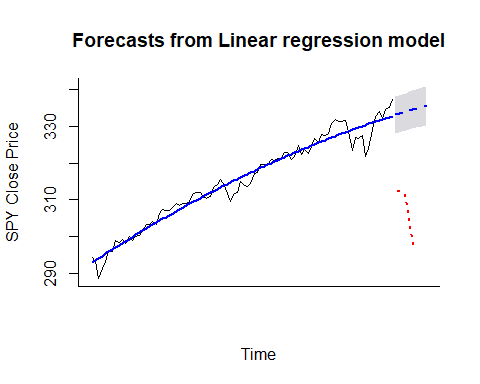 Forecasts from Linear regression model
SPY Close Price
330
310
290
Time